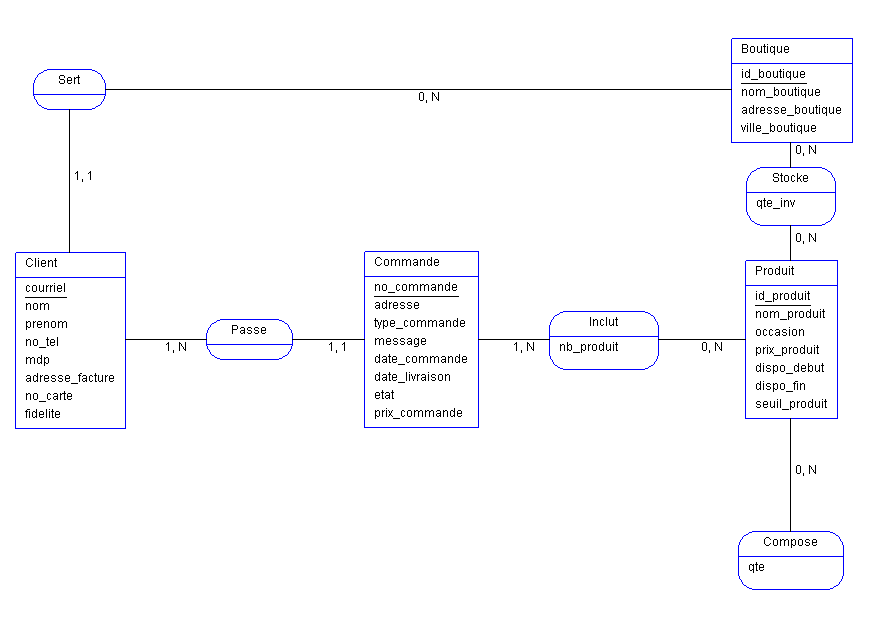 Boutique
id_boutique
nom_boutique
adresse_boutique
ville_boutique
Sert
0, N
0, N
1, 1
Stocke
qte_inv
0, N
Client
courriel
nom
prenom
no_tel
mdp
adresse_facture
no_carte
fidelite
Passe
1, N
1, 1
Commande
no_commande
adresse
type_commande
message
date_commande
date_livraison
etat
prix_commande
Inclut
nb_produit
1, N
0, N
Produit
id_produit
nom_produit
occasion
prix_produit
dispo_debut
dispo_fin
seuil_produit
0, N
Compose
qte